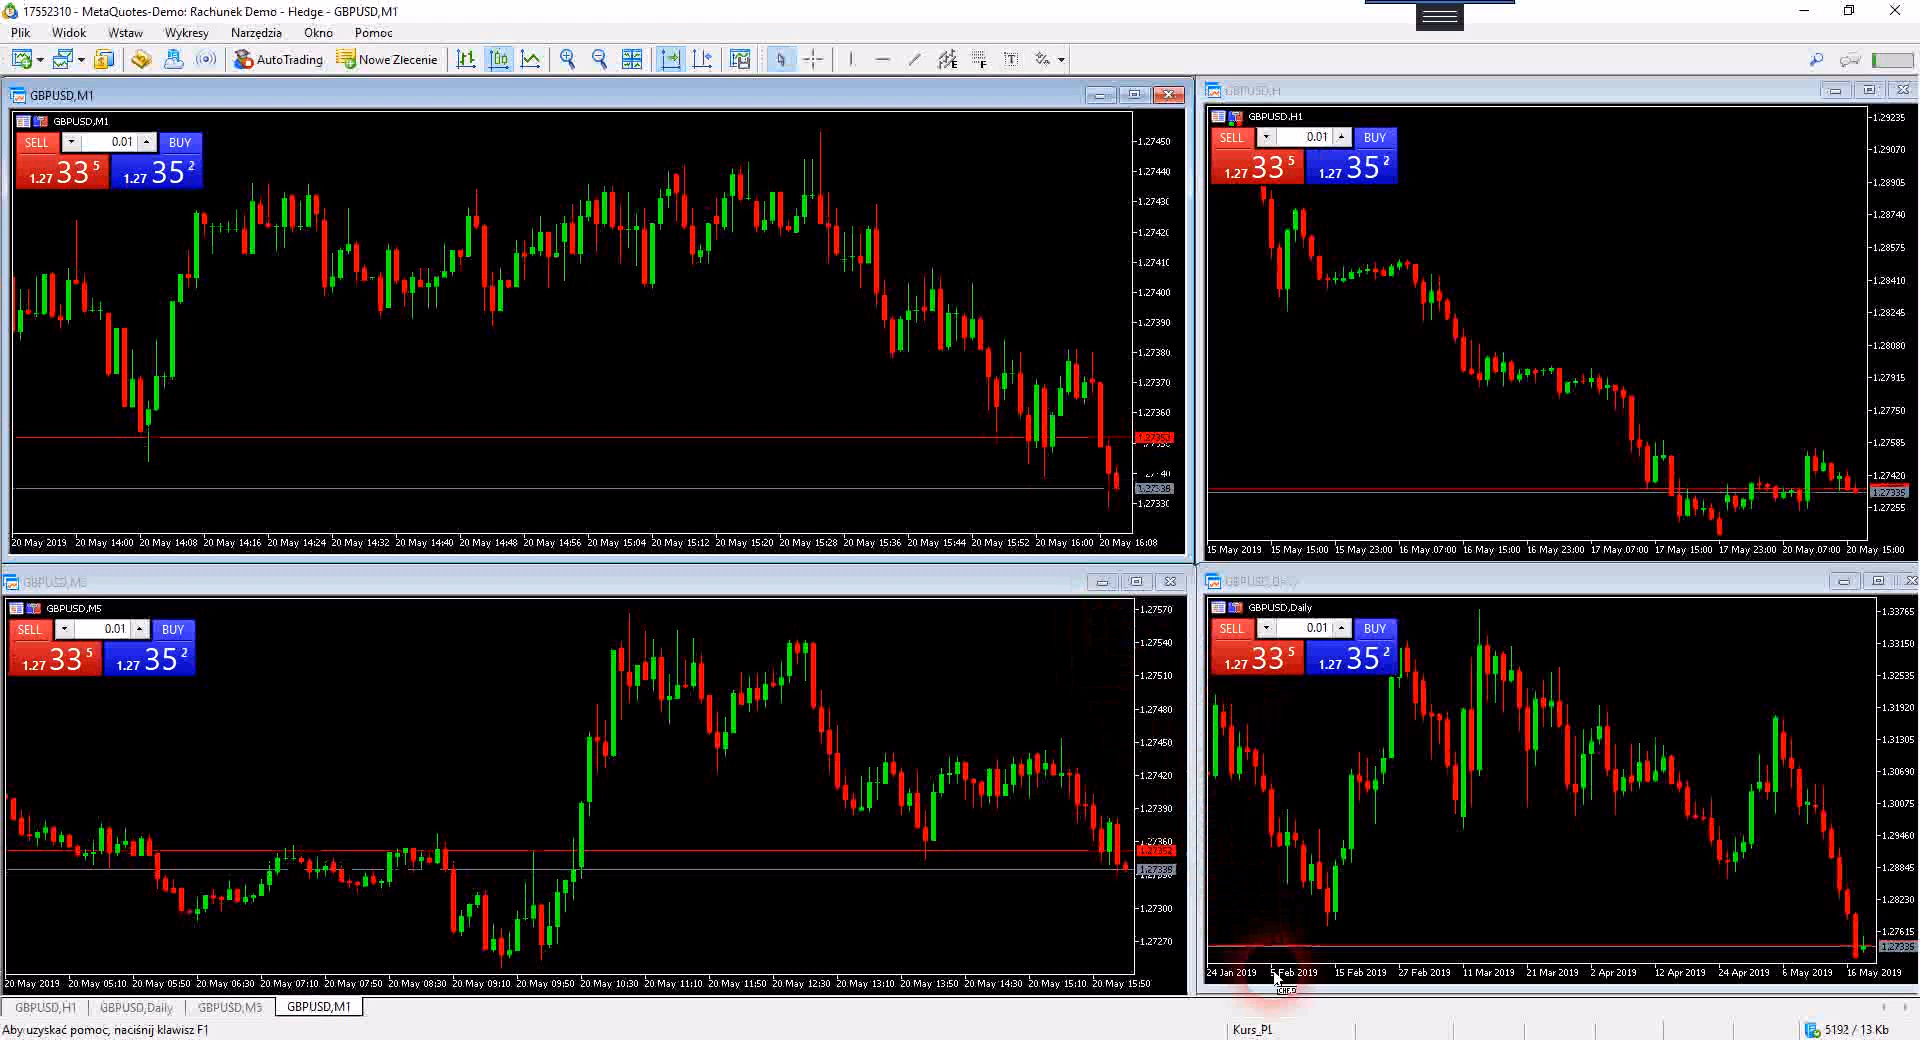 17552310 - MetaQuotes-Demo: Rachunek Demo - Hedge - GBPUSD,M1
Plik Widok Wstaw Wykresy Narzędzia Okno Pomoc
AutoTrading Nowe Zlecenie
GBPUSD,M1
GBPUSD,M1
SELL 0.01 BUY
1.27 33 5 1.27 35 2
1.27450
1.27440
1.27430
1.27420
1.27410
1.27400
1.27390
1.27380
1.27370
1.27360
1.27352
1.27335
1.27330
20 May 2019 20 May 14:00 20 May 14:08 20 May 14:16 20 May 14:24 20 May 14:32 20 May 14:40 20 May 14:48 20 May 14:56 20 May 15:04 20 May 15:12 20 May 15:20 20 May 15:28 20 May 15:36 20 May 15:44 20 May 15:52 20 May 16:00 20 May 16:08
GBPUSD,H1
GBPUSD,H1
SELL 0.01 BUY
1.27 33 5 1.27 35 2
1.29235
1.29070
1.28905
1.28740
1.28575
1.28410
1.28245
1.28080
1.27915
1.27750
1.27585
1.27420
1.27335
1.27255
15 May 2019 15 May 15:00 15 May 23:00 16 May 07:00 16 May 15:00 16 May 23:00 17 May 07:00 17 May 15:00 17 May 23:00 20 May 07:00 20 May 15:00
GBPUSD,M5
GBPUSD,M5
SELL 0.01 BUY
1.27 33 5 1.27 35 2
1.27570
1.27540
1.27510
1.27480
1.27450
1.27420
1.27390
1.27360
1.27352
1.27335
1.27300
1.27270
20 May 2019 20 May 05:10 20 May 05:50 20 May 06:30 20 May 07:10 20 May 07:50 20 May 08:30 20 May 09:10 20 May 09:50 20 May 10:30 20 May 11:10 20 May 11:50 20 May 12:30 20 May 13:10 20 May 13:50 20 May 14:30 20 May 15:10 20 May 15:50
GBPUSD,Daily
GBPUSD,Daily
SELL 0.01 BUY
1.27 33 5 1.27 35 2
1.33765
1.33150
1.32535
1.31920
1.31305
1.30690
1.30075
1.29460
1.28845
1.28230
1.27615
1.27335
24 Jan 2019 5 Feb 2019 15 Feb 2019 27 Feb 2019 11 Mar 2019 21 Mar 2019 2 Apr 2019 12 Apr 2019 24 Apr 2019 6 May 2019 16 May 2019
GBPUSD,H1 GBPUSD,Daily GBPUSD,M5 GBPUSD,M1
Aby uzyskać pomoc, naciśnij klawisz F1 Kurs_PL 5192 / 13 Kb